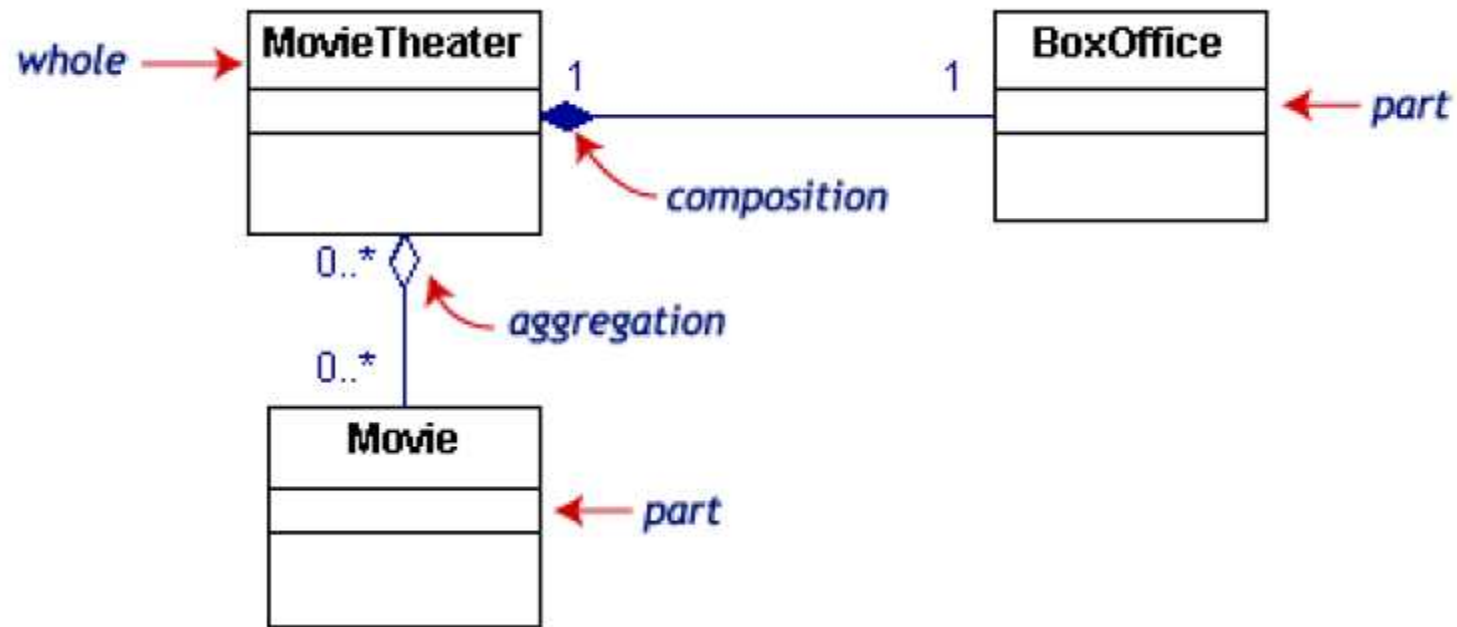 MovieTheater
BoxOffice
whole
1
1
part
composition
0..*
aggregation
0..*
Movie
part